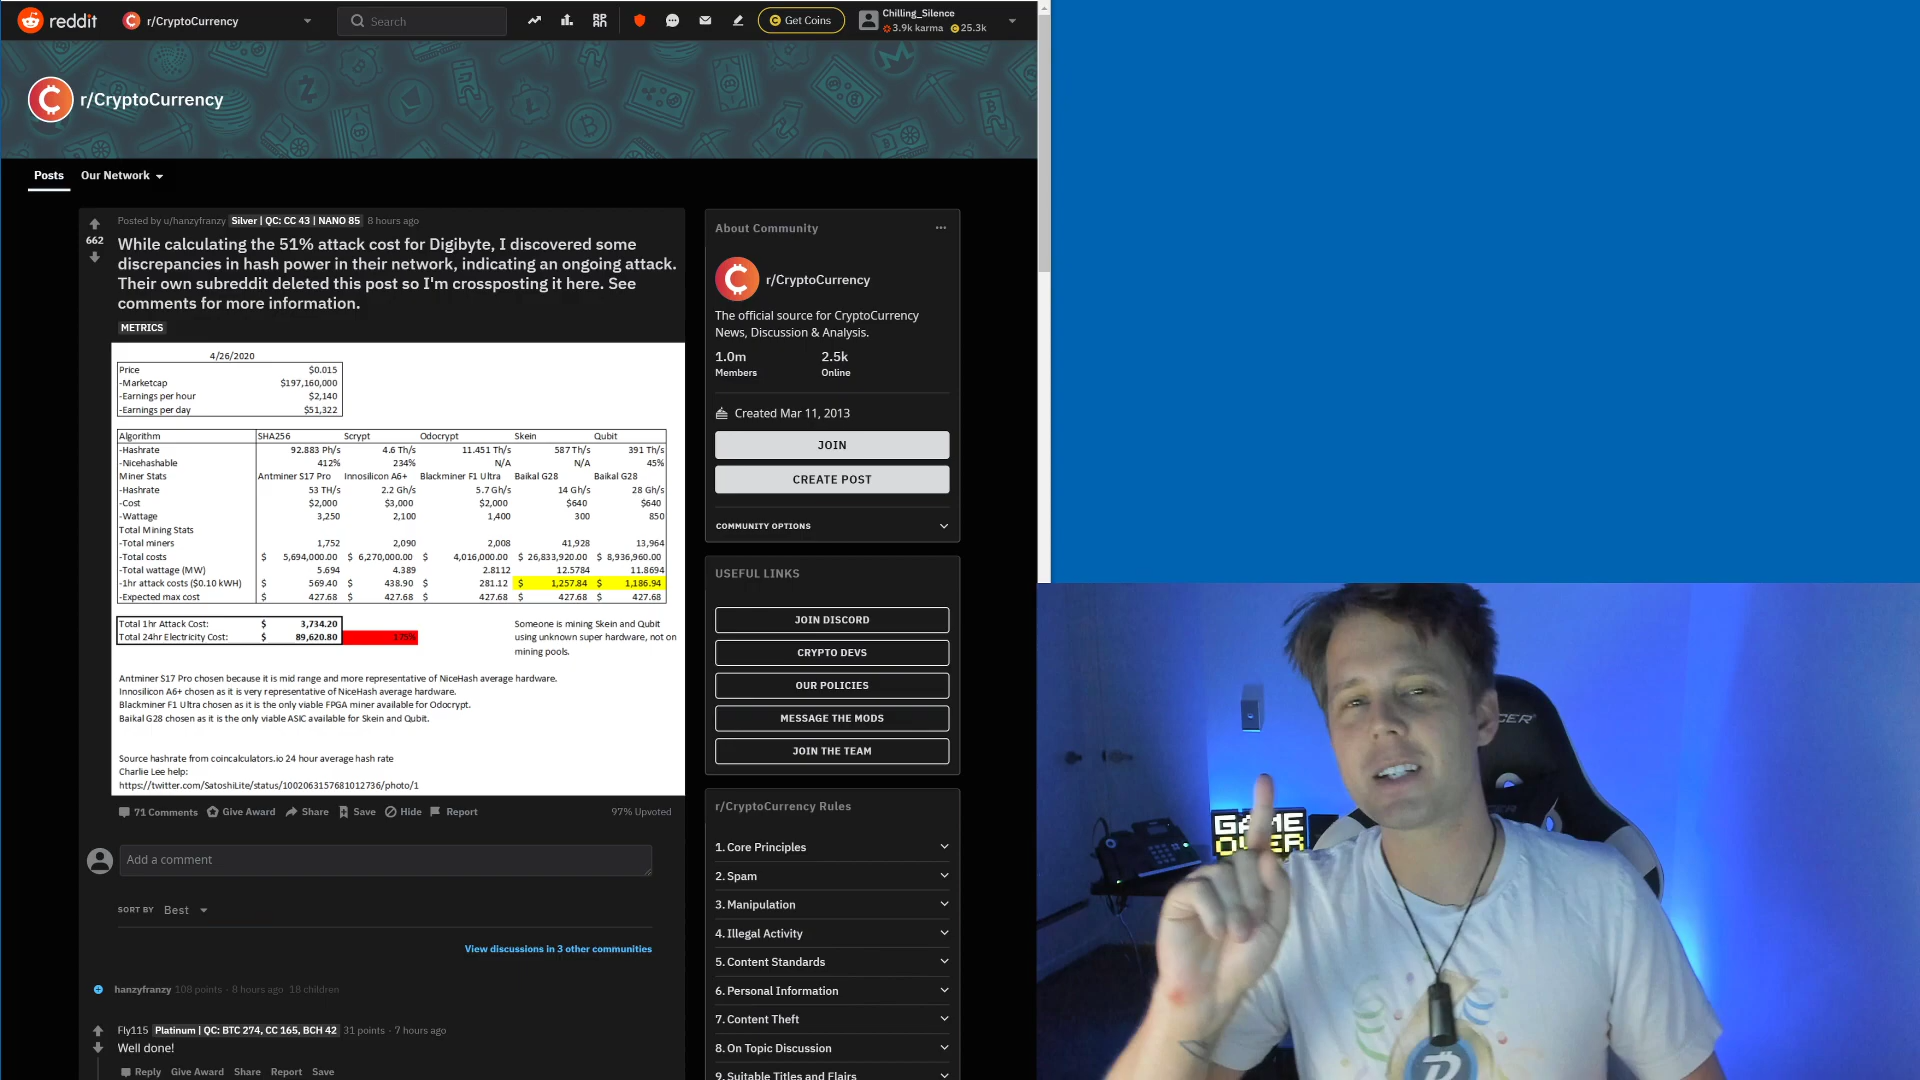 reddit
r/CryptoCurrency
Search
Get Coins
Chilling_Silence
3.9k karma 25.3k
r/CryptoCurrency
Posts
Our Network
Posted by u/hanzyfranzy Silver | QC: CC 43 | NANO 85 8 hours ago
662
While calculating the 51% attack cost for Digibyte, I discovered some
discrepancies in hash power in their network, indicating an ongoing attack.
Their own subreddit deleted this post so I'm crossposting it here. See
comments for more information.
METRICS
4/26/2020
Price $0.015
-Marketcap $197,160,000
-Earnings per hour $2,140
-Earnings per day $51,322
Algorithm SHA256 Scrypt Odocrypt Skein Qubit
-Hashrate 92.883 Ph/s 4.6 Th/s 11.451 Th/s 587 Th/s 391 Th/s
-Nicehashable 412% 234% N/A N/A 45%
Miner Stats Antminer S17 Pro Innosilicon A6+ Blackminer F1 Ultra Baikal G28 Baikal G28
-Hashrate 53 TH/s 2.2 Gh/s 5.7 Gh/s 14 Gh/s 28 Gh/s
-Cost $2,000 $3,000 $2,000 $640 $640
-Wattage 3,250 2,100 1,400 300 850
Total Mining Stats
-Total miners 1,752 2,090 2,008 41,928 13,964
-Total costs $ 5,694,000.00 $ 6,270,000.00 $ 4,016,000.00 $ 26,833,920.00 $ 8,936,960.00
-Total wattage (MW) 5.694 4.389 2.8112 12.5784 11.8694
-1hr attack costs ($0.10 kWH) $ 569.40 $ 438.90 $ 281.12 $ 1,257.84 $ 1,186.94
-Expected max cost $ 427.68 $ 427.68 $ 427.68 $ 427.68 $ 427.68
Total 1hr Attack Cost: $ 3,734.20
Total 24hr Electricity Cost: $ 89,620.80 175%
Someone is mining Skein and Qubit
using unknown super hardware, not on
mining pools.
Antminer S17 Pro chosen because it is mid range and more representative of NiceHash average hardware.
Innosilicon A6+ chosen as it is very representative of NiceHash average hardware.
Blackminer F1 Ultra chosen as it is the only viable FPGA miner available for Odocrypt.
Baikal G28 chosen as it is the only viable ASIC available for Skein and Qubit.
Source hashrate from coincalculators.io 24 hour average hash rate
Charlie Lee help:
https://twitter.com/SatoshiLite/status/1002063157681012736/photo/1
71 Comments Give Award Share Save Hide Report 97% Upvoted
Add a comment
SORT BY Best
View discussions in 3 other communities
hanzyfranzy 108 points · 8 hours ago 18 children
Fly115 Platinum | QC: BTC 274, CC 165, BCH 42 31 points · 7 hours ago
Well done!
Reply Give Award Share Report Save
About Community
r/CryptoCurrency
The official source for CryptoCurrency
News, Discussion & Analysis.
1.0m 2.5k
Members Online
Created Mar 11, 2013
JOIN
CREATE POST
COMMUNITY OPTIONS
USEFUL LINKS
JOIN DISCORD
CRYPTO DEVS
OUR POLICIES
MESSAGE THE MODS
JOIN THE TEAM
r/CryptoCurrency Rules
1. Core Principles
2. Spam
3. Manipulation
4. Illegal Activity
5. Content Standards
6. Personal Information
7. Content Theft
8. On Topic Discussion
9. Suitable Titles and Flairs
GAME
OVER